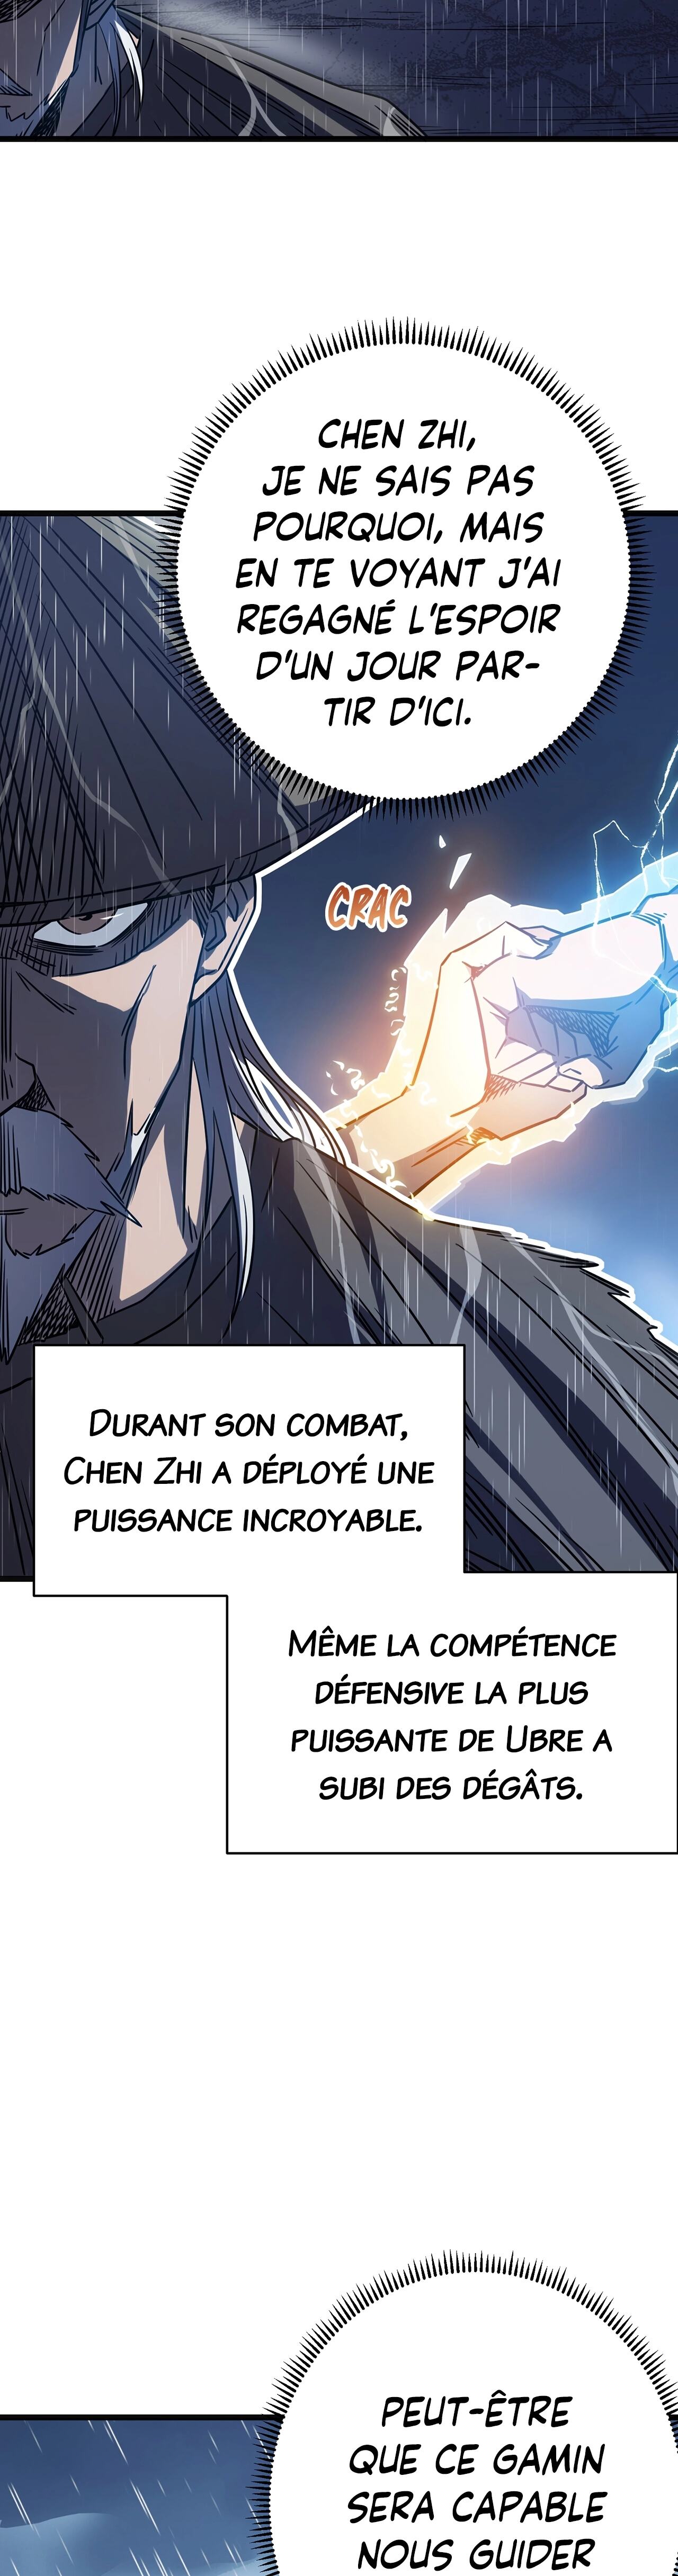 CHEN ZHI,
JE NE SAIS PAS
POURQUOI, MAIS
EN TE VOYANT J'AI
REGAGNÉ L'ESPOIR
D'UN JOUR PAR-
TIR D'ICI.
CRAC
DURANT SON COMBAT,
CHEN ZHI A DÉPLOYÉ UNE
PUISSANCE INCROYABLE.
MÊME LA COMPÉTENCE
DÉFENSIVE LA PLUS
PUISSANTE DE UBRE A
SUBI DES DÉGÂTS.
PEUT-ÊTRE
QUE CE GAMIN
SERA CAPABLE
NOUS GUIDER